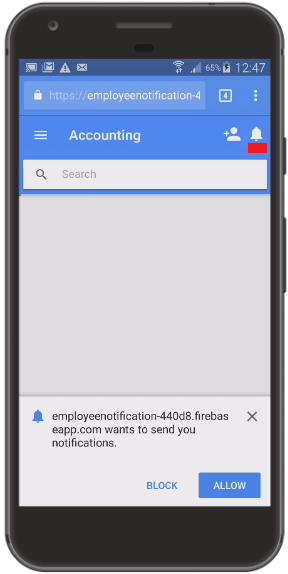 65% 12:47
https://employeenotification-4
4
Accounting
Search
employeenotification-440d8.firebas
eapp.com wants to send you
notifications.
BLOCK ALLOW